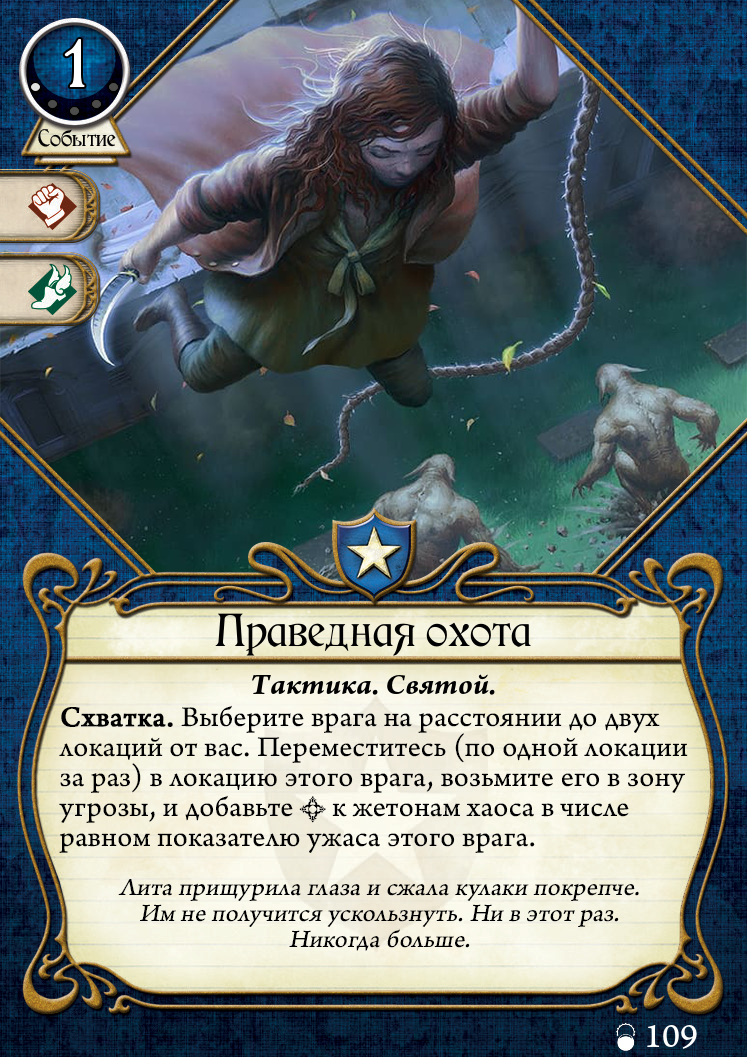 1
Событие
Праведная охота
Тактика. Святой.
Схватка. Выберите врага на расстоянии до двух
локаций от вас. Переместитесь (по одной локации
за раз) в локацию этого врага, возьмите его в зону
угрозы, и добавьте к жетонам хаоса в числе
равном показателю ужаса этого врага.
Лита прищурила глаза и сжала кулаки покрепче.
Им не получится ускользнуть. Ни в этот раз.
Никогда больше.
109